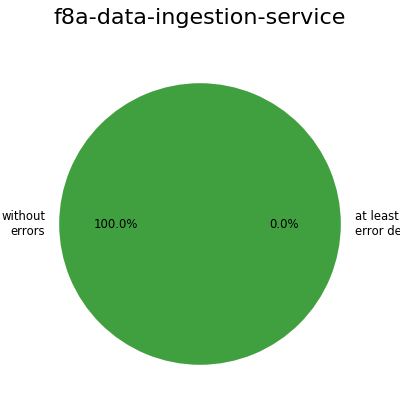 f8a-data-ingestion-service
without
errors
100.0%
0.0%
at least
error de